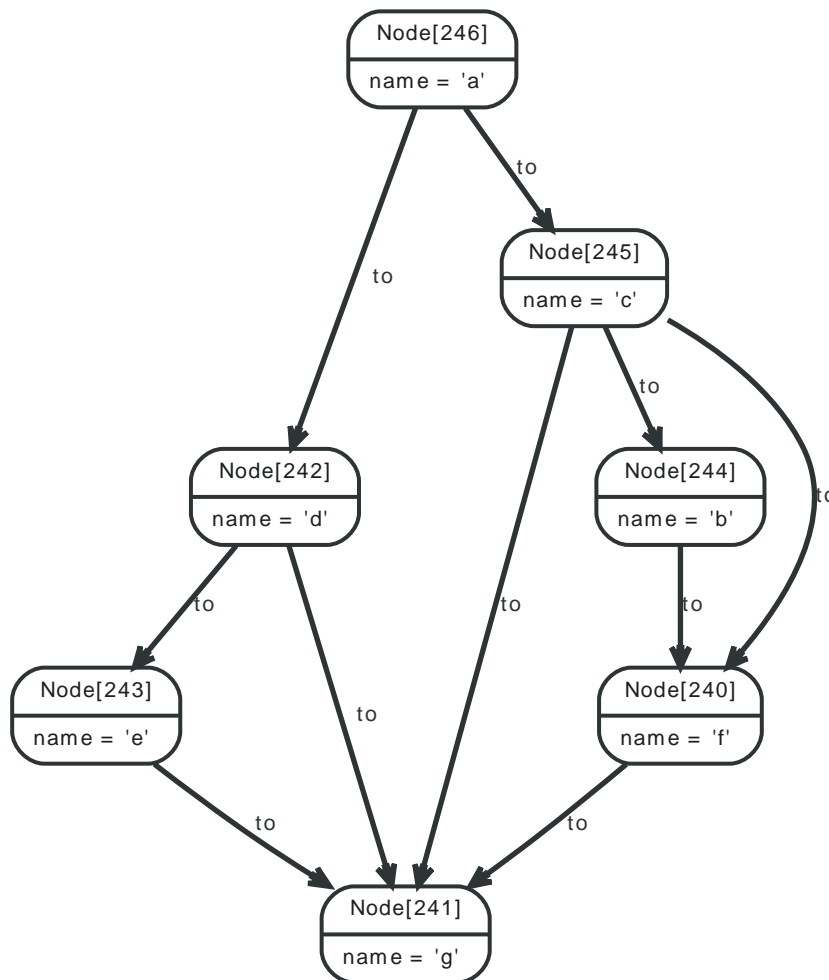 Node[246]
name = 'a'
to
Node[245]
name = 'c'
to
to
Node[242]
name = 'd'
Node[244]
name = 'b'
to
to
to
to
Node[243]
name = 'e'
Node[240]
name = 'f'
to
to
to
Node[241]
name = 'g'